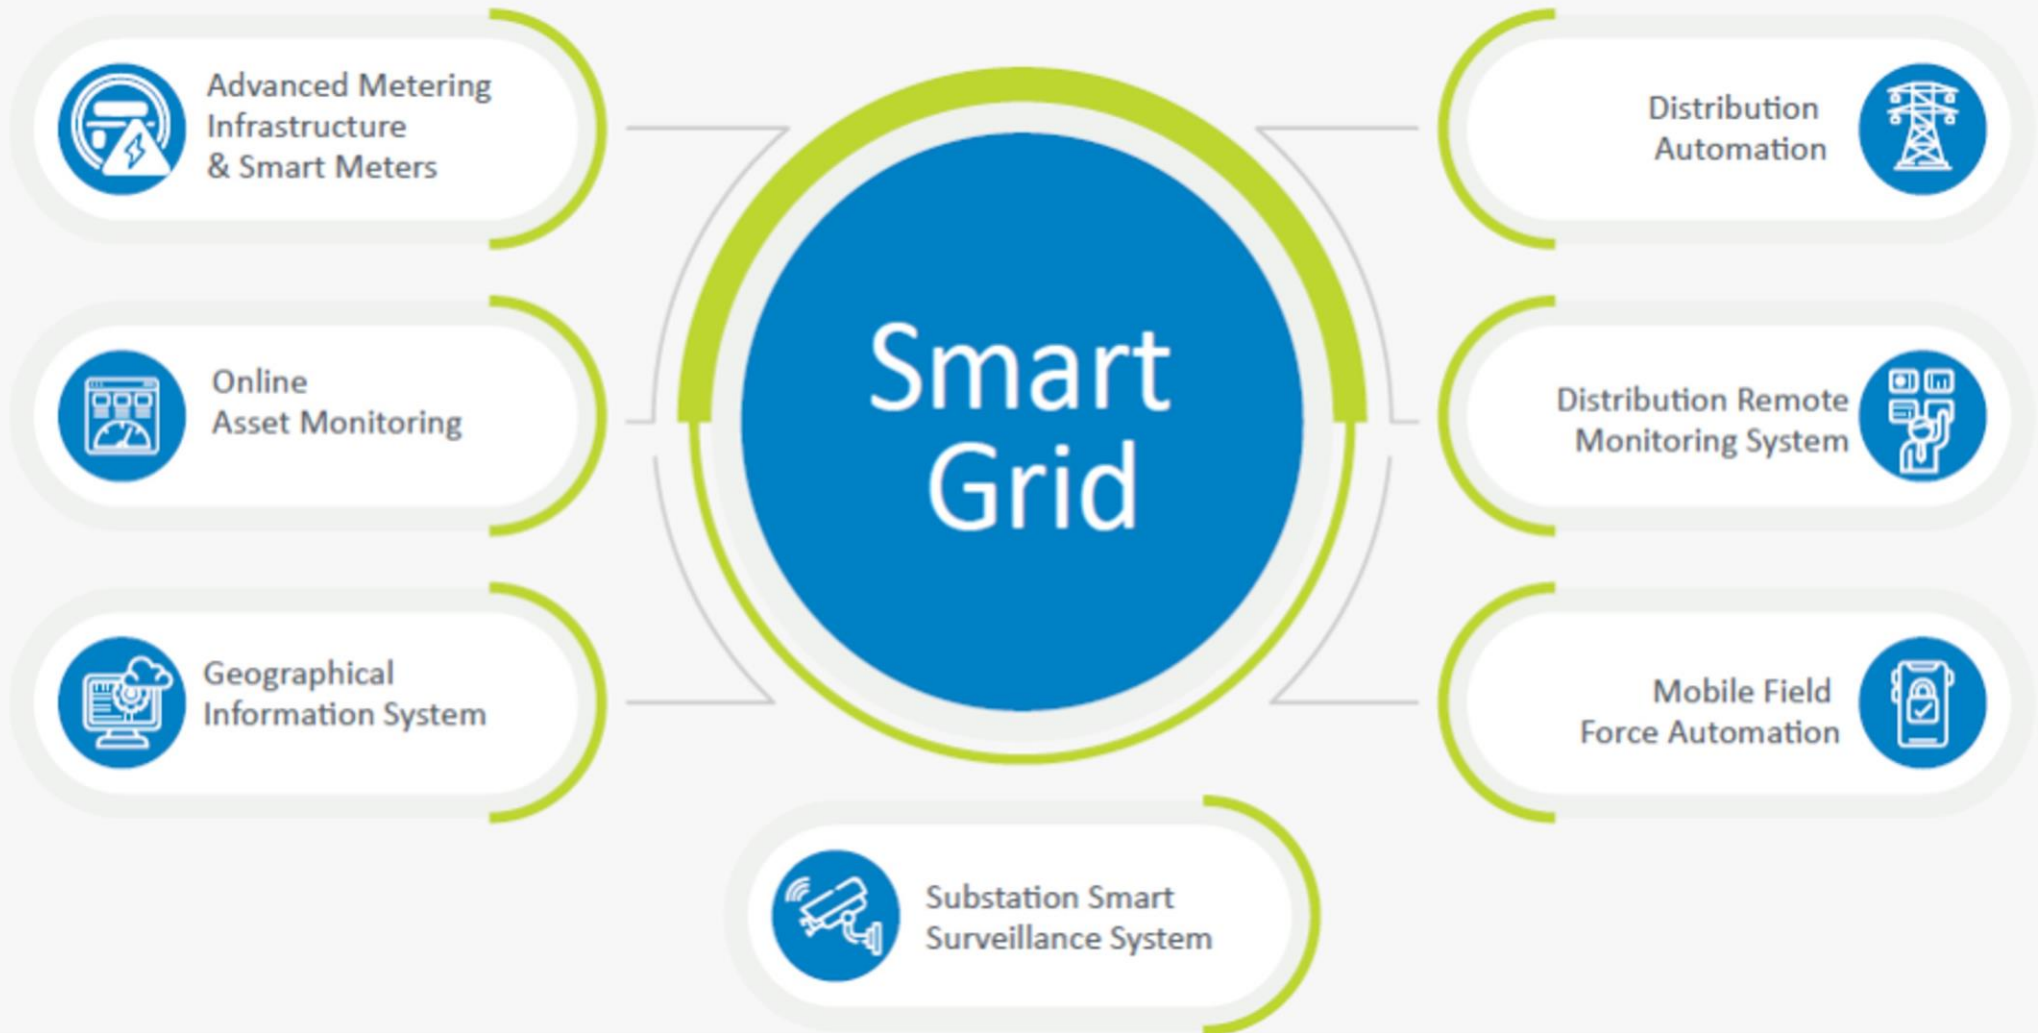 Advanced Metering
Infrastructure
& Smart Meters
Online
Asset Monitoring
Geographical
Information System
Smart
Grid
Distribution
Automation
Distribution Remote
Monitoring System
Mobile Field
Force Automation
Substation Smart
Surveillance System